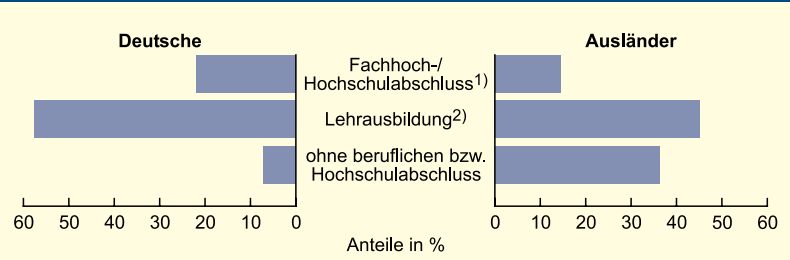 Deutsche
Ausländer
Fachhoch-/
Hochschulabschluss1)
Lehrausbildung2)
ohne beruflichen bzw.
Hochschulabschluss
60 50 40 30 20 10 0
0 10 20 30 40 50 60
Anteile in %